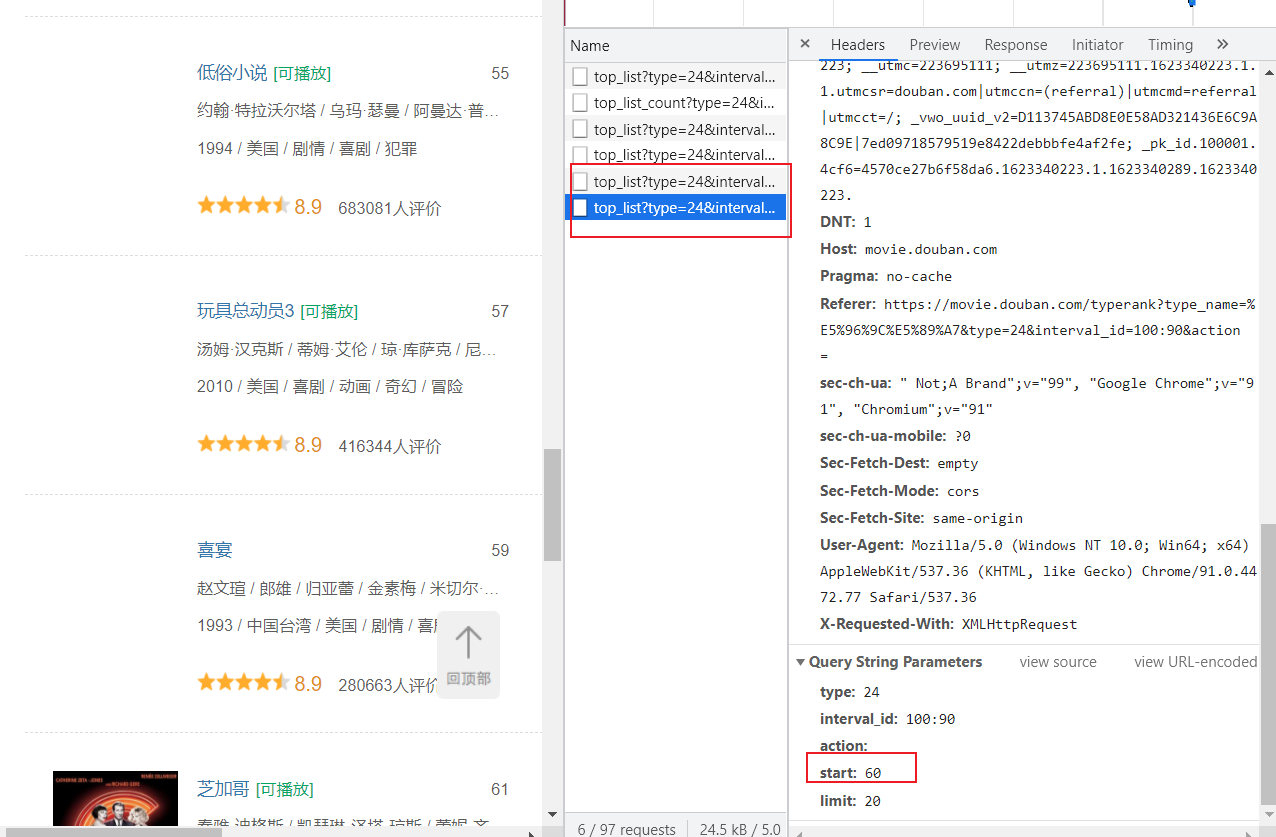 低俗小说 [可播放] 55
约翰·特拉沃尔塔 / 乌玛·瑟曼 / 阿曼达·普...
1994 / 美国 / 剧情 / 喜剧 / 犯罪
8.9 683081人评价
玩具总动员3 [可播放] 57
汤姆·汉克斯 / 蒂姆·艾伦 / 琼·库萨克 / 尼...
2010 / 美国 / 喜剧 / 动画 / 奇幻 / 冒险
8.9 416344人评价
喜宴 59
赵文瑄 / 郎雄 / 归亚蕾 / 金素梅 / 米切尔·...
1993 / 中国台湾 / 美国 / 剧情 / 喜
回顶部
8.9 280663人评价
芝加哥 [可播放] 61
Name
top_list?type=24&interval...
top_list_count?type=24&i...
top_list?type=24&interval...
top_list?type=24&interval...
top_list?type=24&interval...
top_list?type=24&interval...
6 / 97 requests 24.5 kB / 5.0
× Headers Preview Response Initiator Timing »
223; __utmc=223695111; __utmz=223695111.1623340223.1.
1.utmcsr=douban.com|utmccn=(referral)|utmcmd=referral
|utmcct=/; _vwo_uuid_v2=D113745ABD8E0E58AD321436E6C9A
8C9E|7ed09718579519e8422debbbfe4af2fe; _pk_id.100001.
4cf6=4570ce27b6f58da6.1623340223.1.1623340289.1623340
223.
DNT: 1
Host: movie.douban.com
Pragma: no-cache
Referer: https://movie.douban.com/typerank?type_name=%
E5%96%9C%E5%89%A7&type=24&interval_id=100:90&action
=
sec-ch-ua: " Not;A Brand";v="99", "Google Chrome";v="9
1", "Chromium";v="91"
sec-ch-ua-mobile: ?0
Sec-Fetch-Dest: empty
Sec-Fetch-Mode: cors
Sec-Fetch-Site: same-origin
User-Agent: Mozilla/5.0 (Windows NT 10.0; Win64; x64)
AppleWebKit/537.36 (KHTML, like Gecko) Chrome/91.0.44
72.77 Safari/537.36
X-Requested-With: XMLHttpRequest
Query String Parameters view source view URL-encoded
type: 24
interval_id: 100:90
action:
start: 60
limit: 20